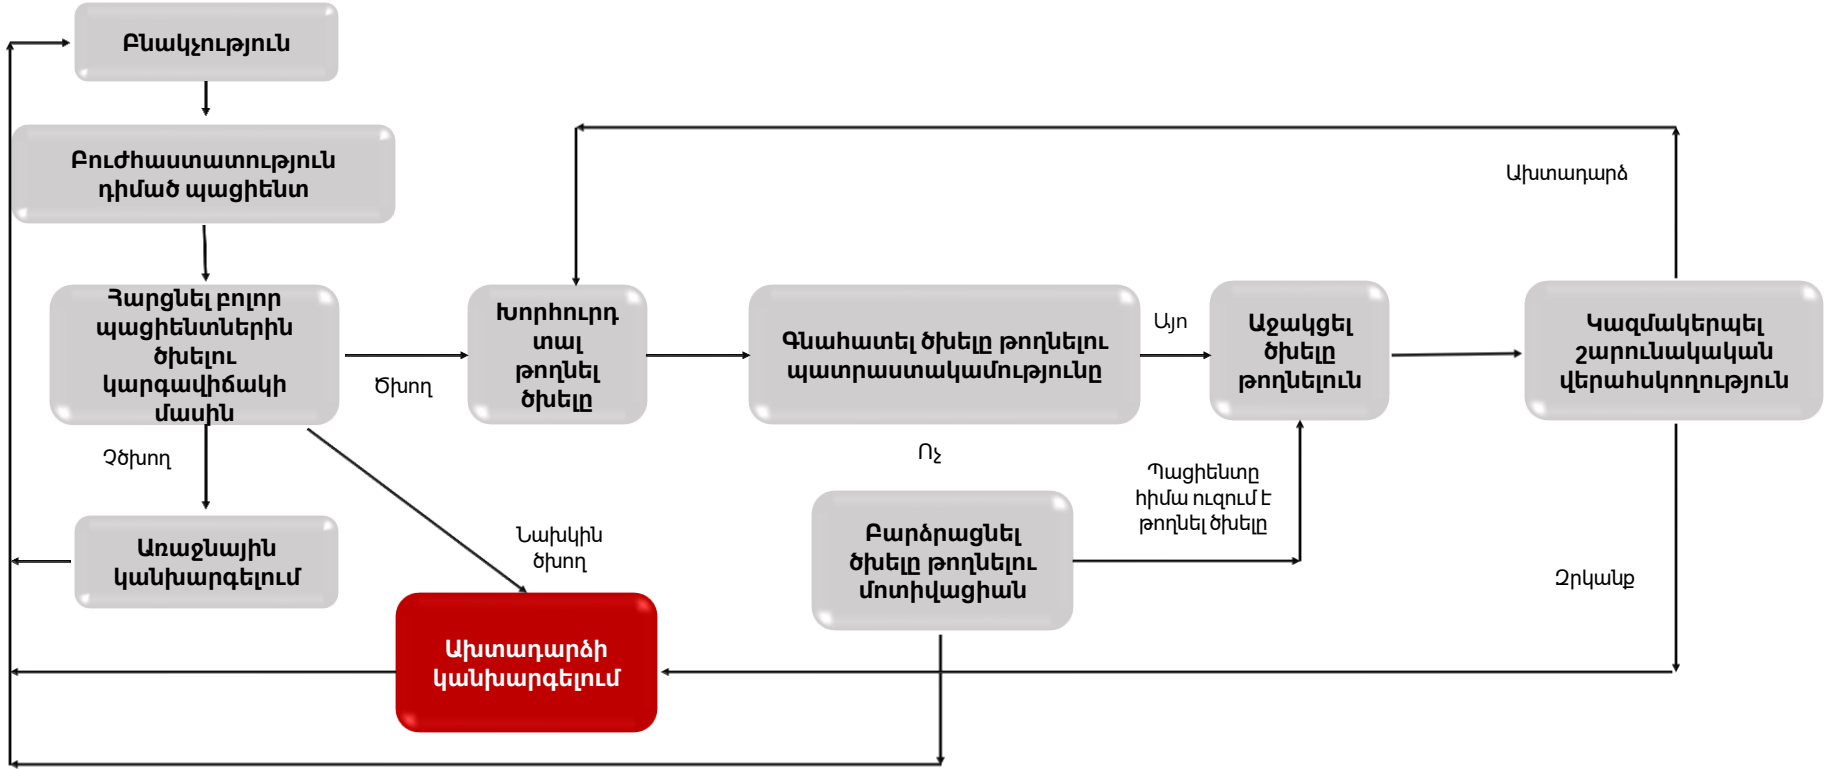 Բնակչություն
Բուժհաստատություն
դիմած պացիենտ
Հարցնել բոլոր
պացիենտներին
ծխելու
կարգավիճակի
մասին
Ծխող
Խորհուրդ
տալ
թողնել
ծխելը
Գնահատել ծխելը թողնելու
պատրաստակամությունը
Այո
Աջակցել
ծխելը
թողնելուն
Կազմակերպել
շարունակական
վերահսկողություն
Ախտադարձ
Չծխող
Առաջնային
կանխարգելում
Նախկին
ծխող
Ախտադարձի
կանխարգելում
Ոչ
Բարձրացնել
ծխելը թողնելու
մոտիվացիան
Պացիենտը
հիմա ուզում է
թողնել ծխելը
Զրկանք